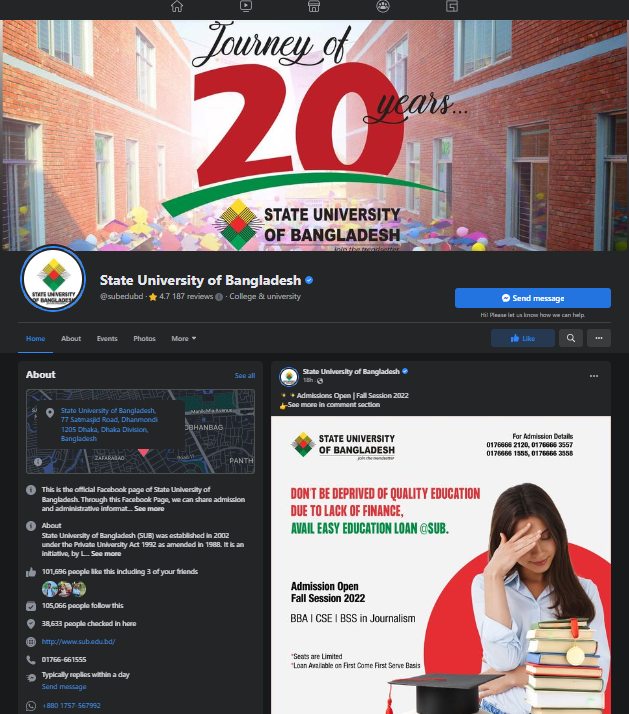 Journey of
20
years...
STATE UNIVERSITY
OF BANGLADESH
join the trendsetter
STATE UNIVERSITY
OF BANGLADESH
State University of Bangladesh
@subedubd · 4.7 187 reviews · College & university
Send message
Hi! Please let us know how we can help.
Home
About
Events
Photos
More
Like
About
See all
State University of Bangladesh,
77 Satmasjid Road, Dhanmondi
1205 Dhaka, Dhaka Division,
Bangladesh
ZAFARABAD
PANTH
This is the official Facebook page of State University of
Bangladesh. Through this Facebook Page, we can share admission
and administrative informat... See more
About
State University of Bangladesh (SUB) was established in 2002
under the Private University Act 1992 as amended in 1988. It is an
initiative, by L... See more
101,696 people like this including 3 of your friends
105,066 people follow this
38,633 people checked in here
http://www.sub.edu.bd/
01766-661555
Typically replies within a day
Send message
+880 1757-567992
State University of Bangladesh
18h ·
Admissions Open | Fall Session 2022
See more in comment section
STATE UNIVERSITY
OF BANGLADESH
join the trendsetter
For Admission Details
0176666 2120, 0176666 3557
0176666 1555, 0176666 3558
DON'T BE DEPRIVED OF QUALITY EDUCATION
DUE TO LACK OF FINANCE,
AVAIL EASY EDUCATION LOAN @SUB.
Admission Open
Fall Session 2022
BBA | CSE | BSS in Journalism
*Seats are Limited
*Loan Available on First Come First Serve Basis